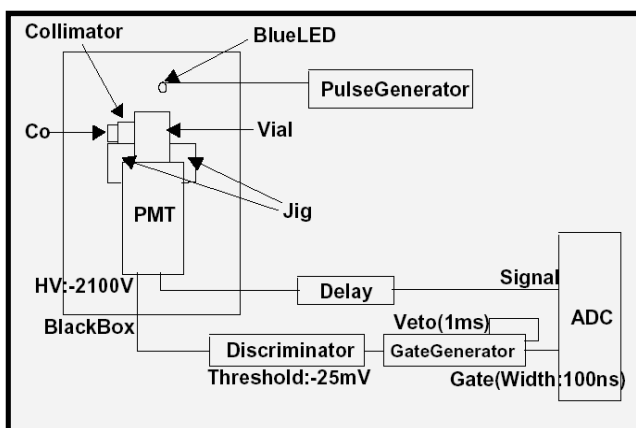 Collimator
BlueLED
PulseGenerator
Co
Vial
Jig
PMT
HV:-2100V
Signal
Delay
ADC
BlackBox
Veto(1ms)
Discriminator
GateGenerator
Threshold:-25mV
Gate(Width:100ns)